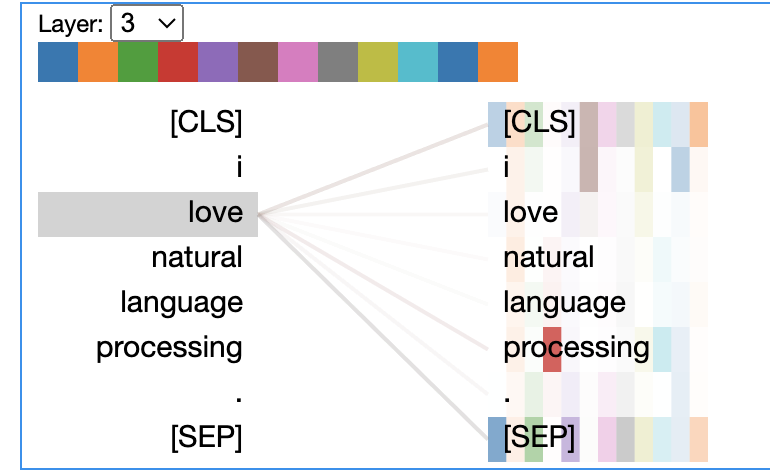 Layer: 3
[CLS] [CLS]
i i
love love
natural natural
language language
processing processing
. .
[SEP] [SEP]